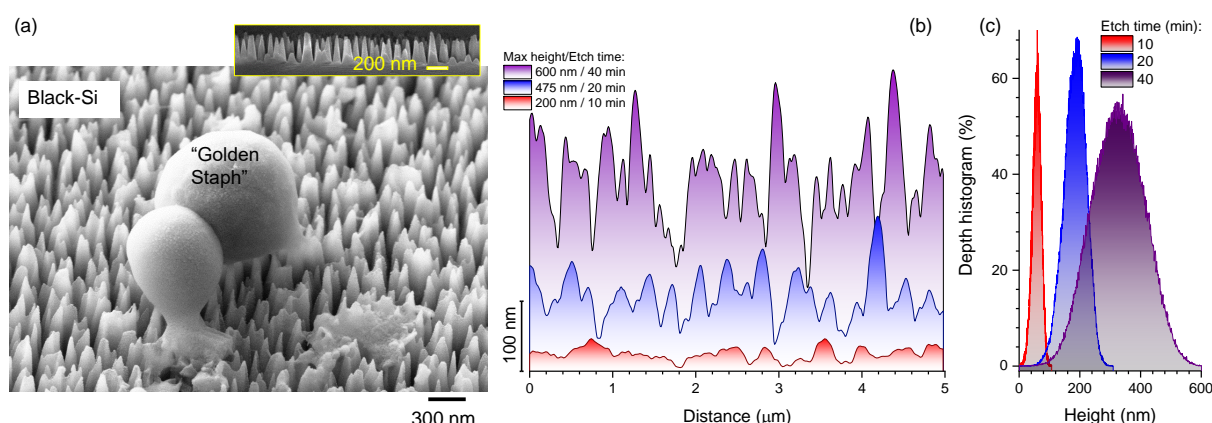 (a)
200 nm
Black-Si
“Golden
Staph”
300 nm
(b)
Max height/Etch time:
600 nm / 40 min
475 nm / 20 min
200 nm / 10 min
100 nm
0
1
2
3
4
5
Distance (μm)
(c)
Etch time (min):
10
20
40
Depth histogram (%)
60
40
20
0
0
200
400
600
Height (nm)